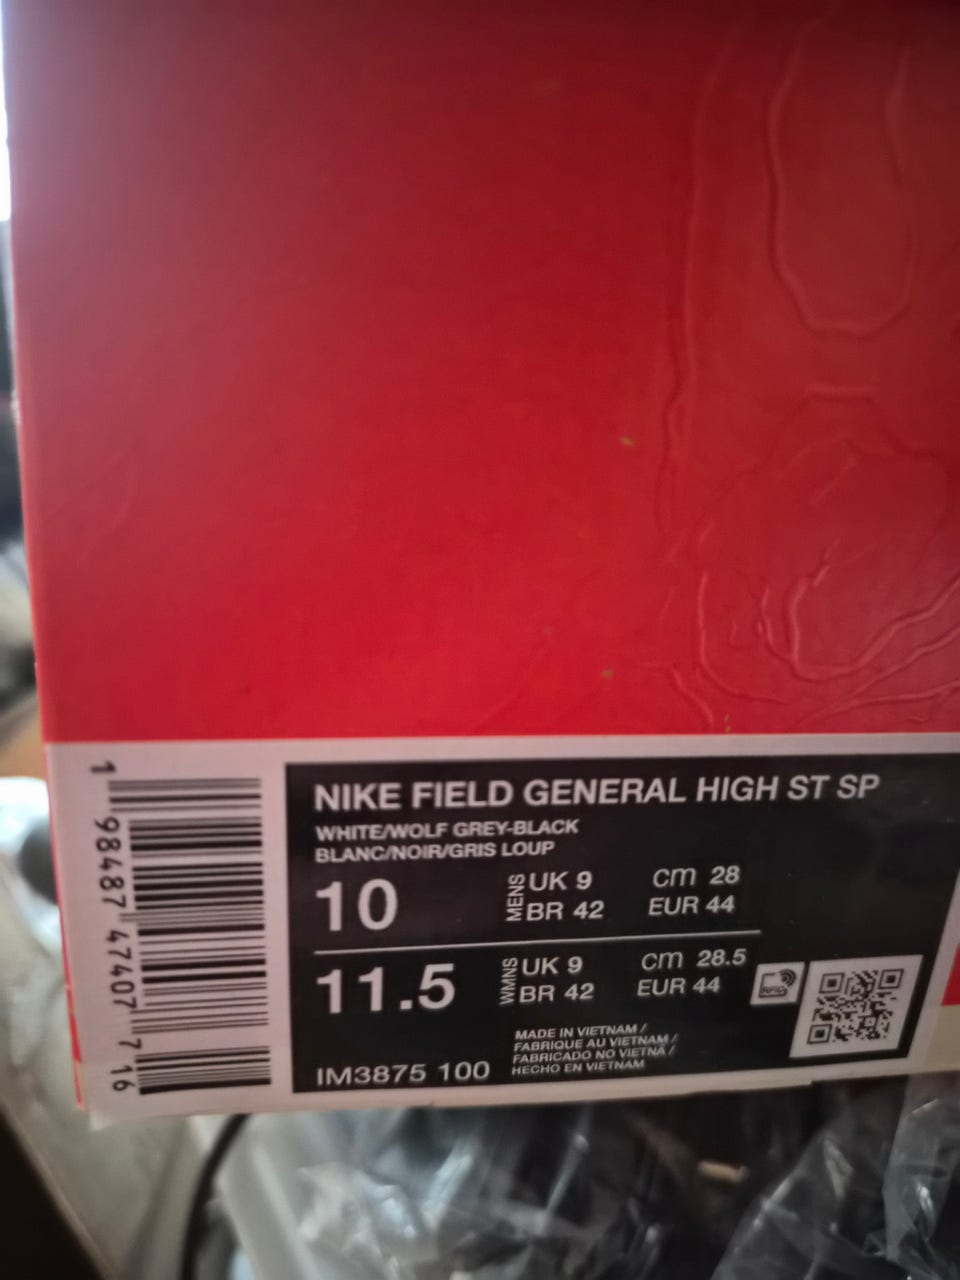 NIKE FIELD GENERAL HIGH ST SP
WHITE/WOLF GREY-BLACK
BLANC/NOIR/GRIS LOUP
10 MENS UK 9 cm 28
BR 42 EUR 44
11.5 WMNS UK 9 cm 28.5
BR 42 EUR 44
RFID
MADE IN VIETNAM /
FABRIQUE AU VIETNAM /
FABRICADO NO VIETNÃ /
HECHO EN VIETNAM
IM3875 100
1 98487 47407 7 16